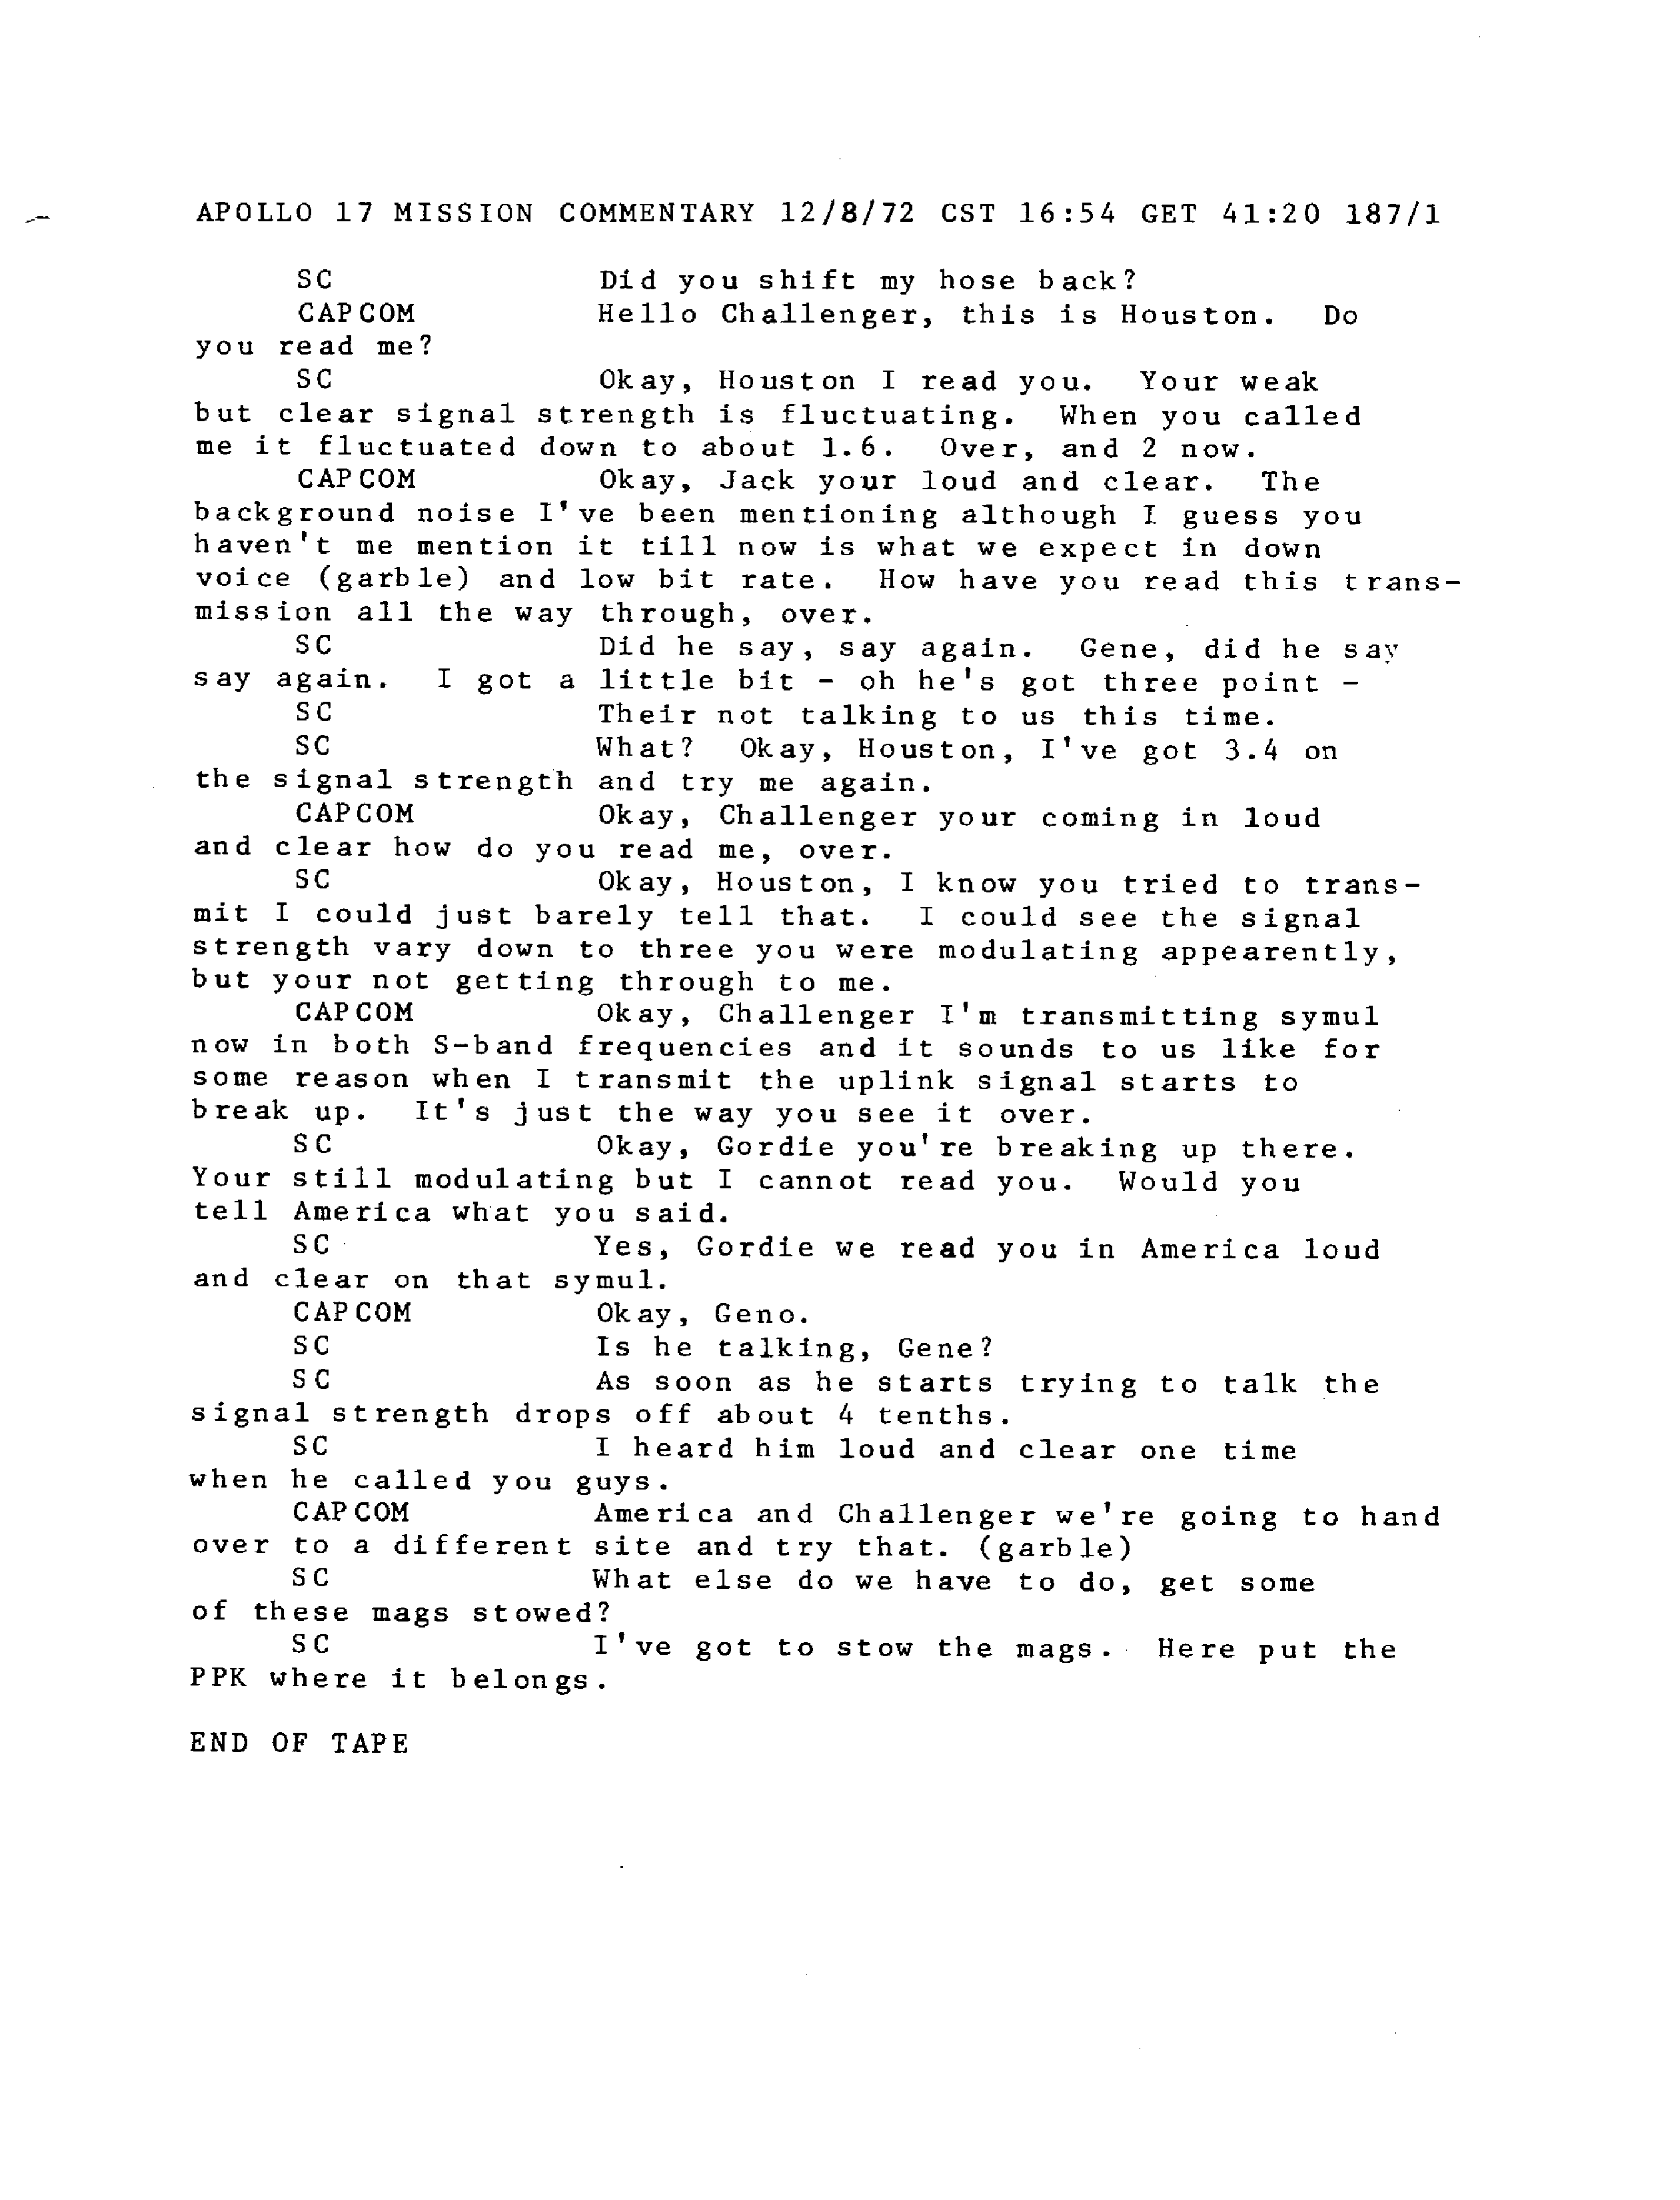 APOLLO 17 MISSION COMMENTARY 12/8/72 CST 16:54 GET 41:20 187/1
SC Did you shift my hose back?
CAPCOM Hello Challenger, this is Houston. Do
you read me?
SC Okay, Houston I read you. Your weak
but clear signal strength is fluctuating. When you called
me it fluctuated down to about 1.6. Over, and 2 now.
CAPCOM Okay, Jack your loud and clear. The
background noise I've been mentioning although I guess you
haven't me mention it till now is what we expect in down
voice (garble) and low bit rate. How have you read this trans-
mission all the way through, over.
SC Did he say, say again. Gene, did he say
say again. I got a little bit - oh he's got three point -
SC Their not talking to us this time.
SC What? Okay, Houston, I've got 3.4 on
the signal strength and try me again.
CAPCOM Okay, Challenger your coming in loud
and clear how do you read me, over.
SC Okay, Houston, I know you tried to trans-
mit I could just barely tell that. I could see the signal
strength vary down to three you were modulating appearently,
but your not getting through to me.
CAPCOM Okay, Challenger I'm transmitting symul
now in both S-band frequencies and it sounds to us like for
some reason when I transmit the uplink signal starts to
break up. It's just the way you see it over.
SC Okay, Gordie you're breaking up there.
Your still modulating but I cannot read you. Would you
tell America what you said.
SC Yes, Gordie we read you in America loud
and clear on that symul.
CAPCOM Okay, Geno.
SC Is he talking, Gene?
SC As soon as he starts trying to talk the
signal strength drops off about 4 tenths.
SC I heard him loud and clear one time
when he called you guys.
CAPCOM America and Challenger we're going to hand
over to a different site and try that. (garble)
SC What else do we have to do, get some
of these mags stowed?
SC I've got to stow the mags. Here put the
PPK where it belongs.
END OF TAPE